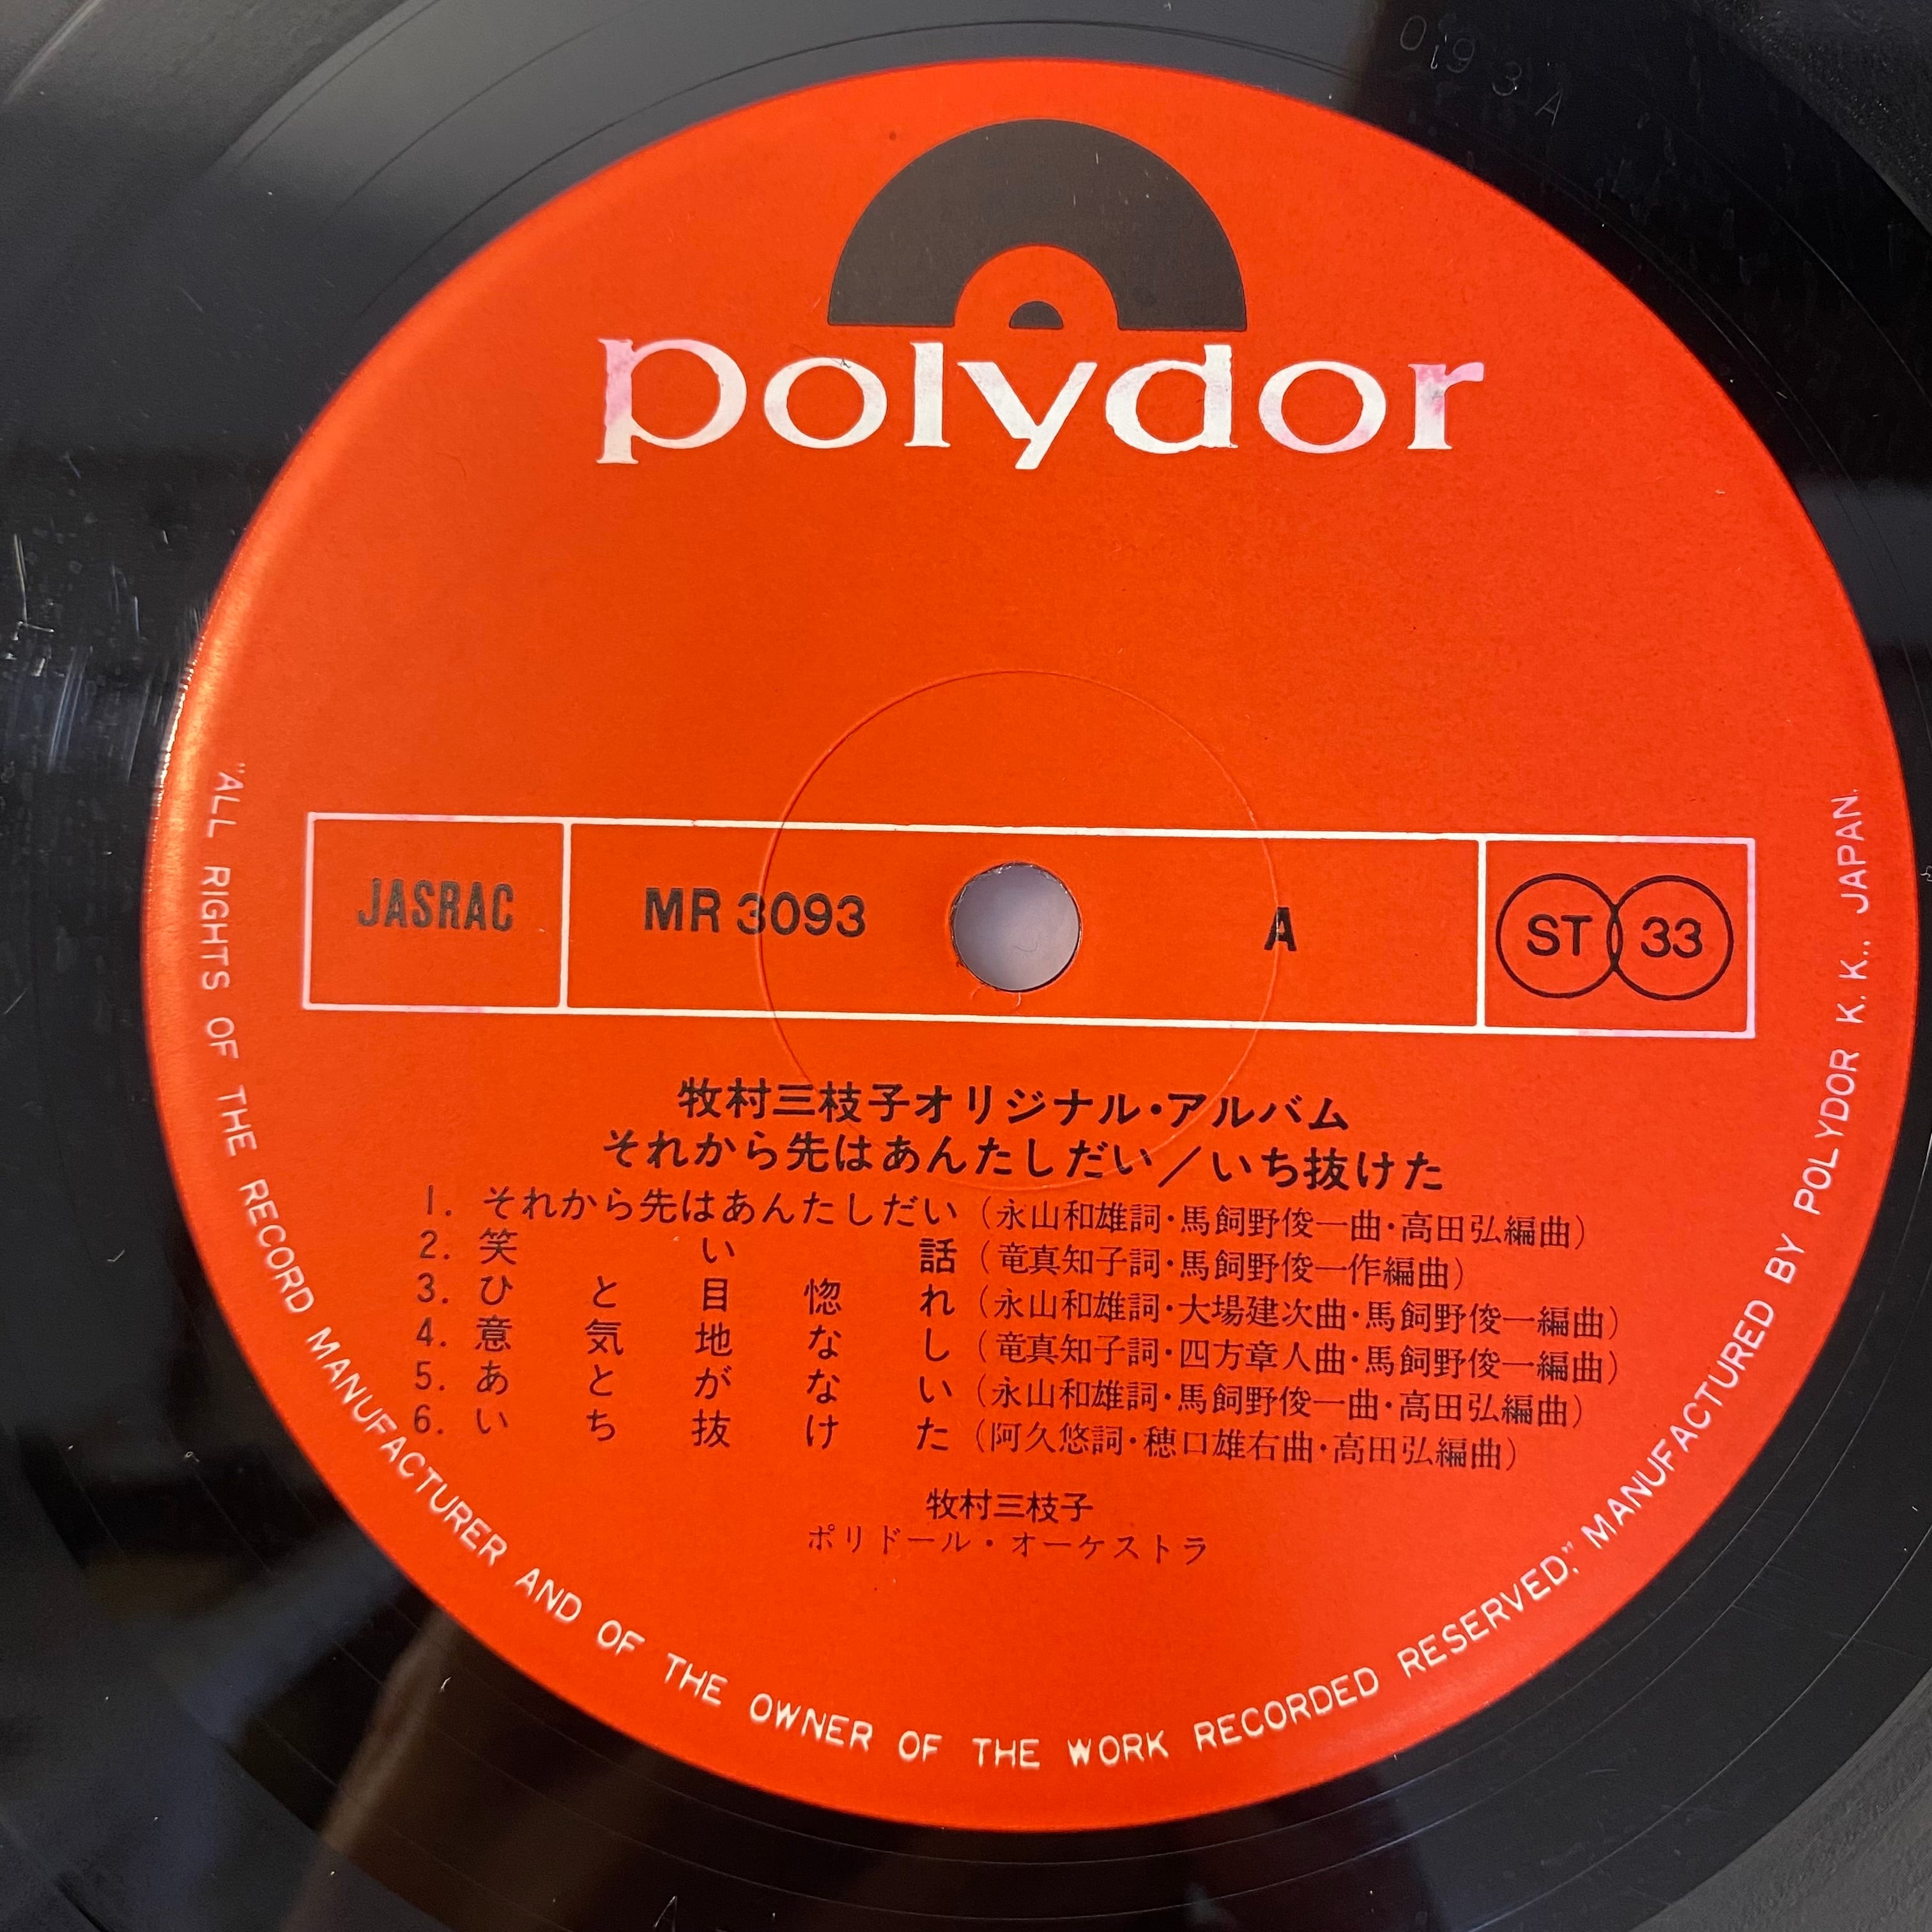 polydor
JASRAC
MR 3093
A
ST 33
牧村三枝子オリジナル・アルバム
それから先はあんたしだい／いち抜けた
1. それから先はあんたしだい（永山和雄詞・馬飼野俊一曲・高田弘編曲）
2. 笑い話（竜真知子詞・馬飼野俊一作編曲）
3. ひと目惚れ（永山和雄詞・大場建次曲・馬飼野俊一編曲）
4. 意気地なし（竜真知子詞・四方章人曲・馬飼野俊一編曲）
5. あとがない（永山和雄詞・馬飼野俊一曲・高田弘編曲）
6. いち抜けた（阿久悠詞・穂口雄右曲・高田弘編曲）
牧村三枝子
ポリドール・オーケストラ
"ALL RIGHTS OF THE RECORD MANUFACTURER AND OF THE OWNER OF THE WORK RECORDED RESERVED," MANUFACTURED BY POLYDOR K. K., JAPAN.